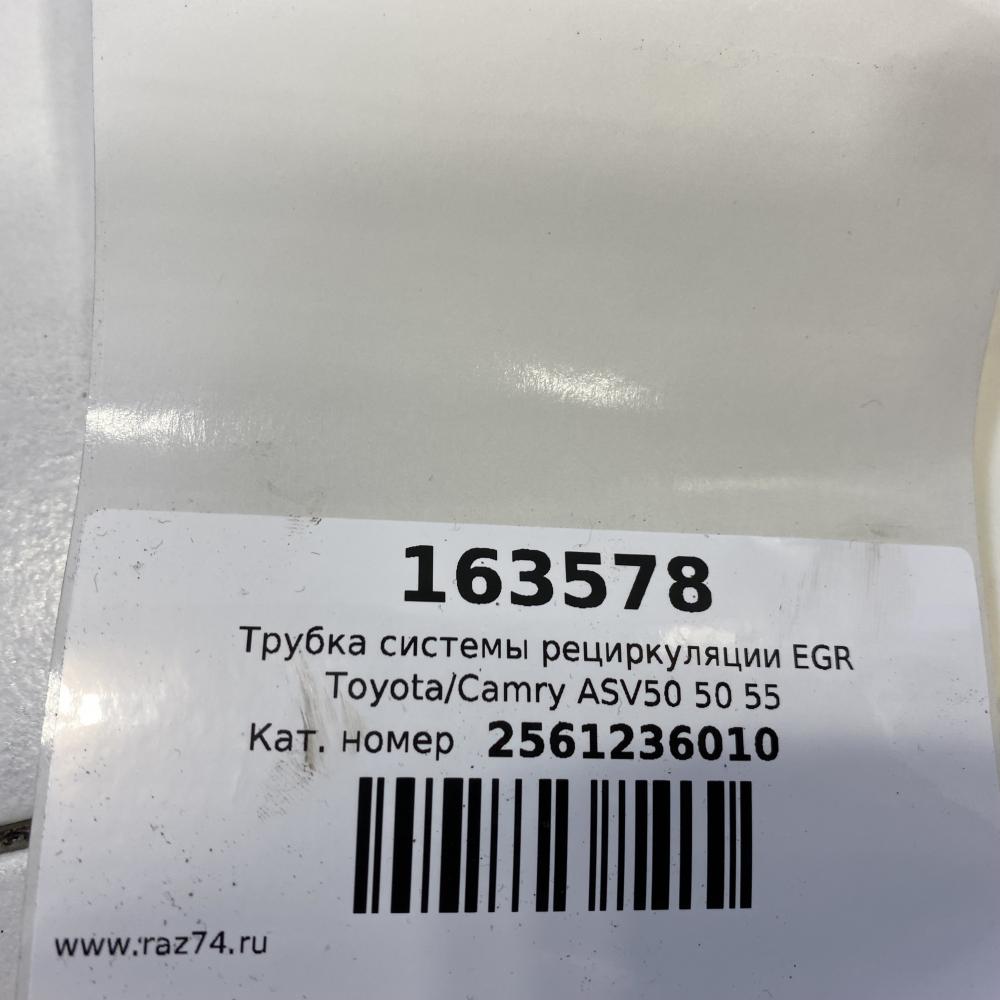 163578
Трубка системы рециркуляции EGR
Toyota/Camry ASV50 50 55
Кат. номер 2561236010
www.raz74.ru